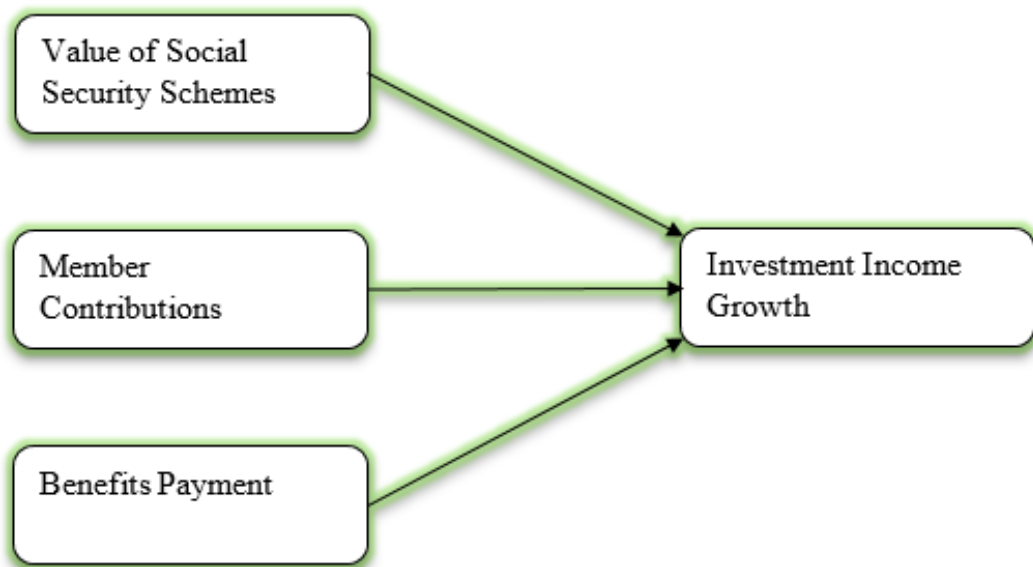 Value of Social
Security Schemes
Member
Contributions
Investment Income
Growth
Benefits Payment